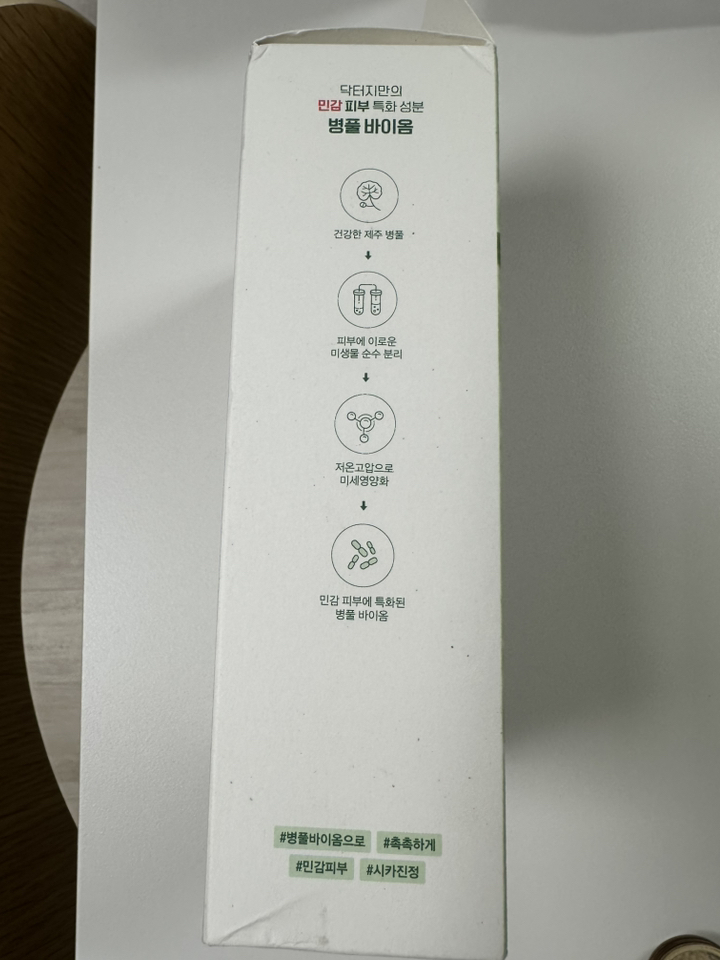 닥터지만의
민감 피부 특화 성분
병풀 바이옴
건강한 제주 병풀
피부에 이로운
미생물 순수 분리
저온고압으로
미세영양화
민감 피부에 특화된
병풀 바이옴
#병풀바이옴으로 #촉촉하게
#민감피부 #시카진정